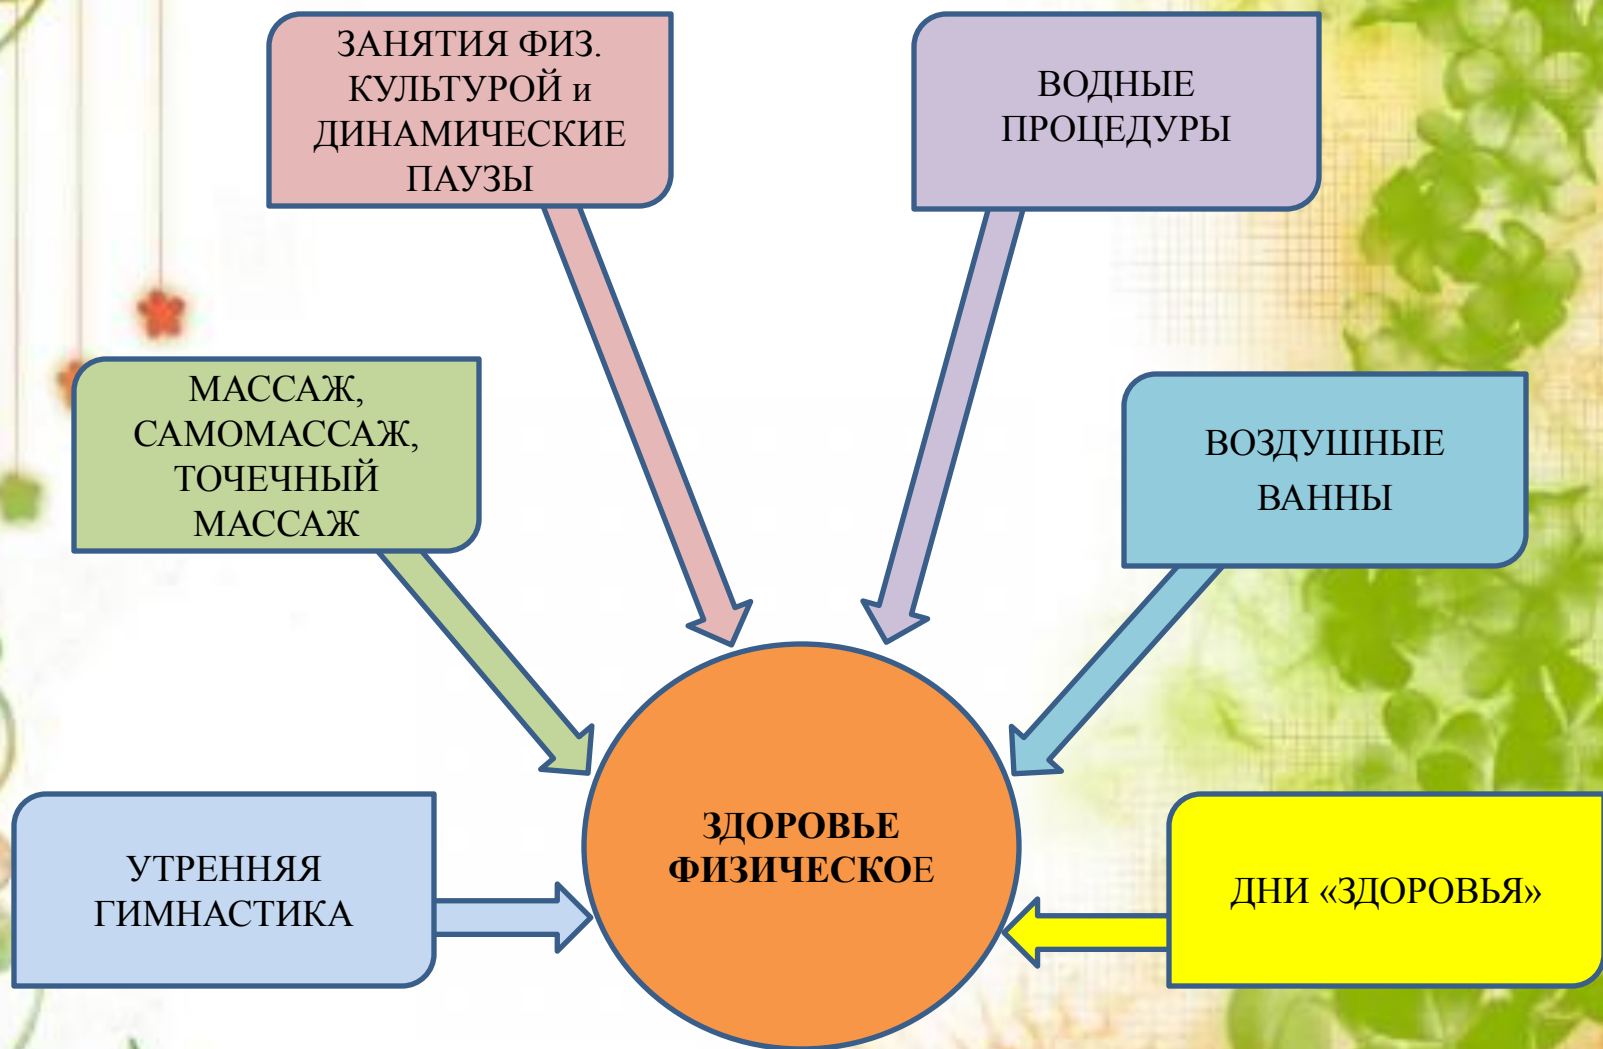 ЗАНЯТИЯ ФИЗ.
КУЛЬТУРОЙ и
ДИНАМИЧЕСКИЕ
ПАУЗЫ
ВОДНЫЕ
ПРОЦЕДУРЫ
МАССАЖ,
САМОМАССАЖ,
ТОЧЕЧНЫЙ
МАССАЖ
ВОЗДУШНЫЕ
ВАННЫ
УТРЕННЯЯ
ГИМНАСТИКА
ЗДОРОВЬЕ
ФИЗИЧЕСКОЕ
ДНИ «ЗДОРОВЬЯ»